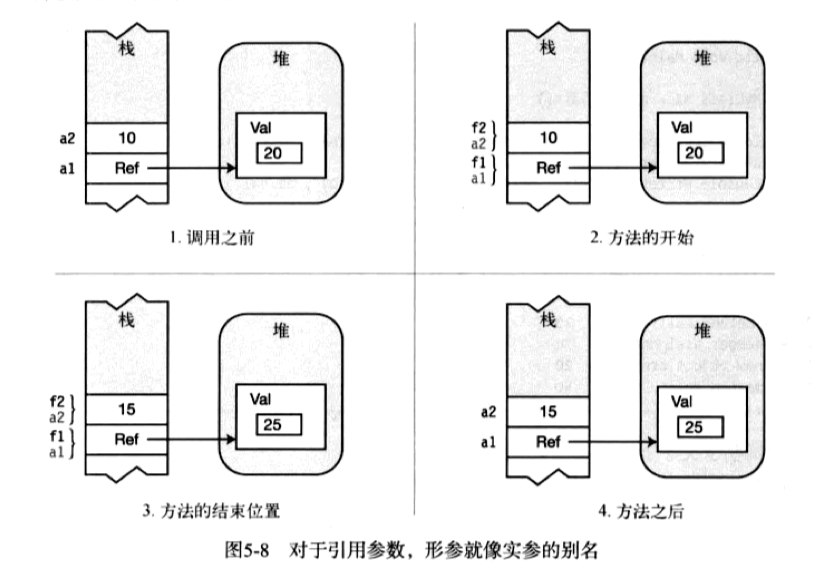 栈
堆
Val
20
a2
10
a1
Ref
1. 调用之前
栈
堆
Val
20
f2
a2
10
f1
a1
Ref
2. 方法的开始
栈
堆
Val
25
f2
a2
15
f1
a1
Ref
3. 方法的结束位置
栈
堆
Val
25
a2
15
a1
Ref
4. 方法之后
图5-8 对于引用参数，形参就像实参的别名